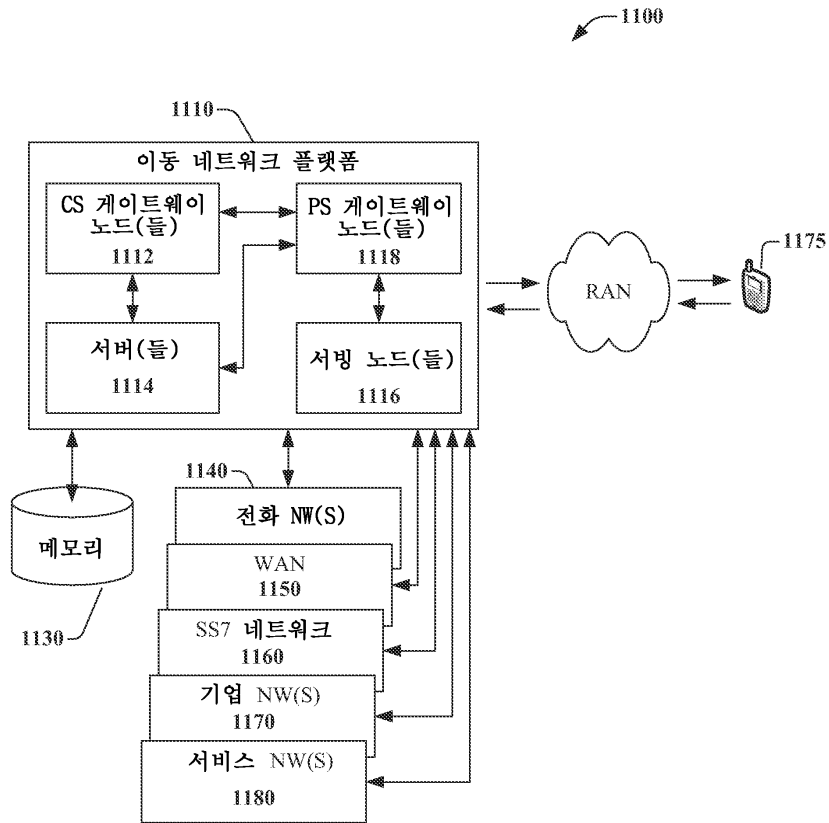 1100
1110
이동 네트워크 플랫폼
CS 게이트웨이
노드(들)
1112
PS 게이트웨이
노드(들)
1118
서버(들)
1114
서빙 노드(들)
1116
RAN
1175
메모리
1130
1140
전화 NW(S)
WAN
1150
SS7 네트워크
1160
기업 NW(S)
1170
서비스 NW(S)
1180